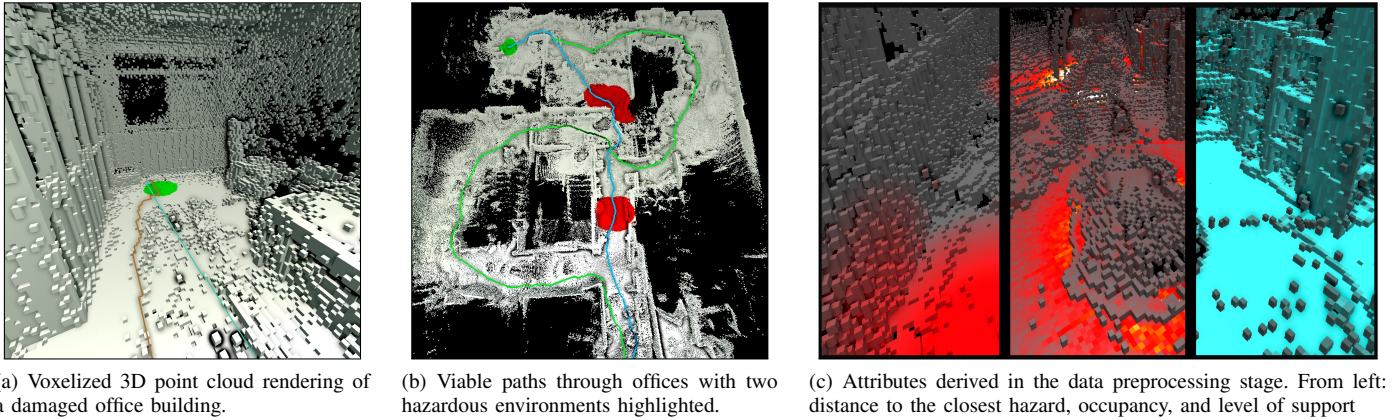 (a) Voxelized 3D point cloud rendering of
a damaged office building.
(b) Viable paths through offices with two
hazardous environments highlighted.
(c) Attributes derived in the data preprocessing stage. From left:
distance to the closest hazard, occupancy, and level of support